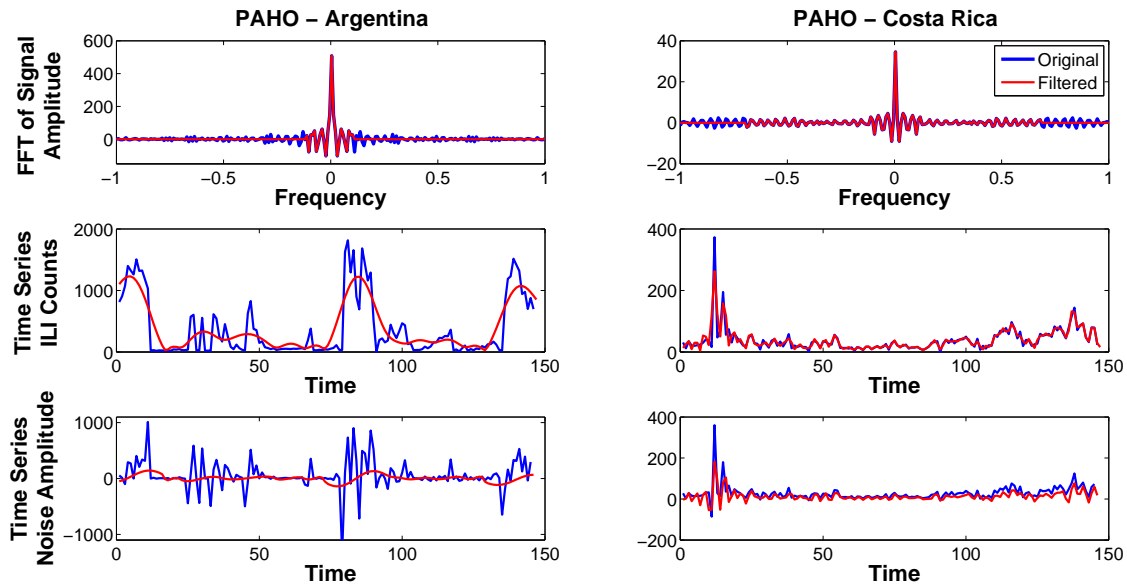 PAHO – Argentina
FFT of Signal
Amplitude
600
400
200
0
−1
−0.5
0
0.5
1
Frequency
PAHO – Costa Rica
40
20
0
−20
−1
−0.5
0
0.5
1
Frequency
Original
Filtered
Time Series
ILI Counts
2000
1000
0
0
50
100
150
Time
400
200
0
0
50
100
150
Time
Time Series
Noise Amplitude
1000
0
−1000
0
50
100
150
Time
400
200
0
−200
0
50
100
150
Time